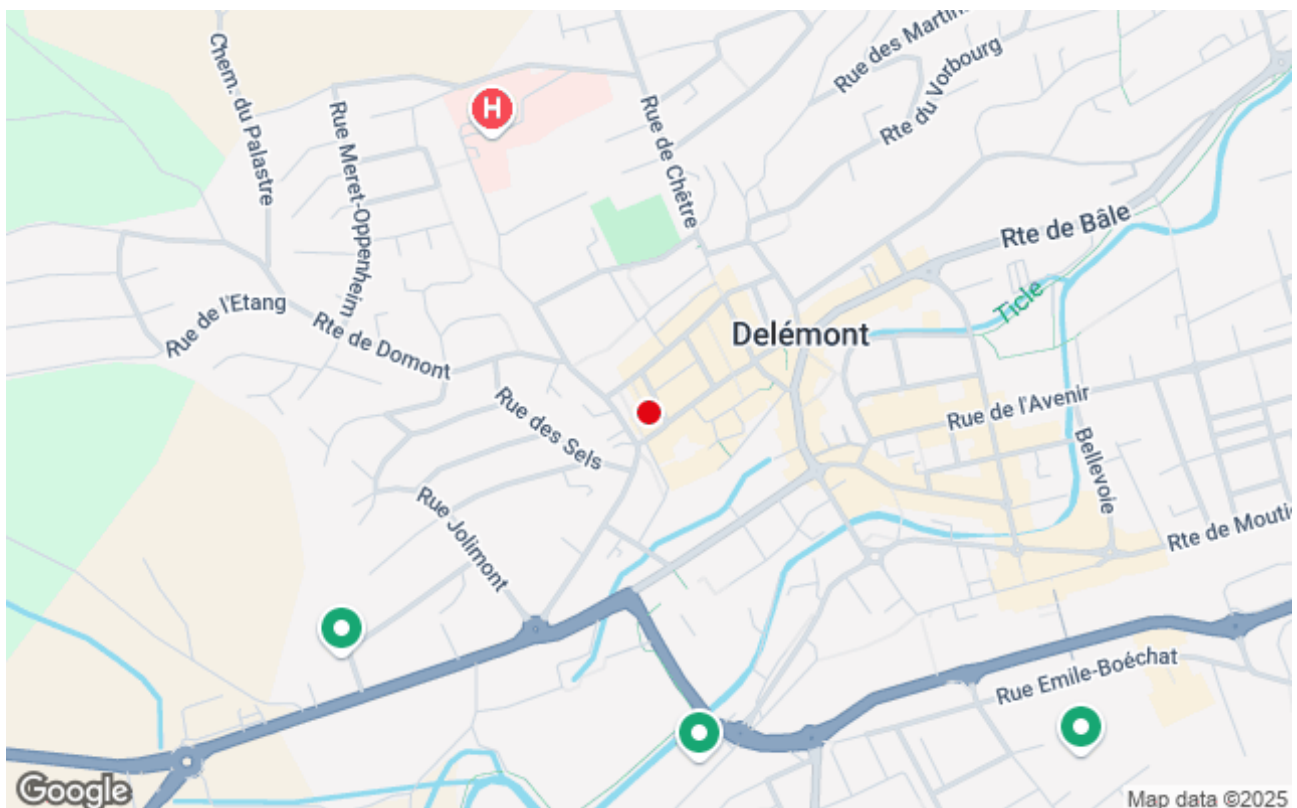 Chem. du Palastre
Rue Meret-Oppenheim
H
Rue de Chêtre
Rue des Martin
Rte du Vorbourg
Rte de Bâle
Ticle
Rue de l'Etang
Rte de Domont
Delémont
Rue des Sels
Rue de l'Avenir
Bellevoie
Rue Jolimont
Rte de Moutie
Rue Emile-Boéchat
Google
Map data ©2025